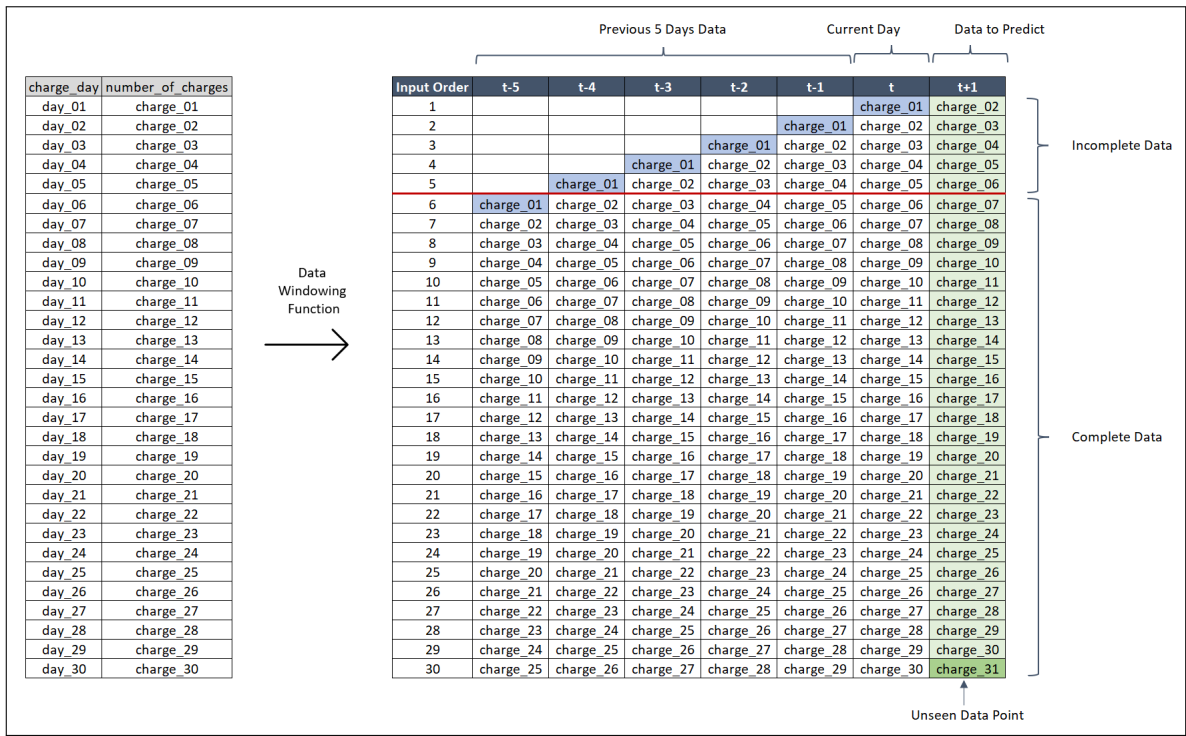 Previous 5 Days Data Current Day Data to Predict
charge_day number_of_charges Input Order t-5 t-4 t-3 t-2 t-1 t t+1
day_01 charge_01 1 charge_01 charge_02
day_02 charge_02 2 charge_01 charge_02 charge_03
day_03 charge_03 3 charge_01 charge_02 charge_03 charge_04
Incomplete Data
day_04 charge_04 4 charge_01 charge_02 charge_03 charge_04 charge_05
day_05 charge_05 5 charge_01 charge_02 charge_03 charge_04 charge_05 charge_06
day_06 charge_06 6 charge_01 charge_02 charge_03 charge_04 charge_05 charge_06 charge_07
day_07 charge_07 7 charge_02 charge_03 charge_04 charge_05 charge_06 charge_07 charge_08
day_08 charge_08 8 charge_03 charge_04 charge_05 charge_06 charge_07 charge_08 charge_09
day_09 charge_09 9 charge_04 charge_05 charge_06 charge_07 charge_08 charge_09 charge_10
Data
Windowing
Function
day_10 charge_10 10 charge_05 charge_06 charge_07 charge_08 charge_09 charge_10 charge_11
day_11 charge_11 11 charge_06 charge_07 charge_08 charge_09 charge_10 charge_11 charge_12
day_12 charge_12 12 charge_07 charge_08 charge_09 charge_10 charge_11 charge_12 charge_13
day_13 charge_13 13 charge_08 charge_09 charge_10 charge_11 charge_12 charge_13 charge_14
day_14 charge_14 14 charge_09 charge_10 charge_11 charge_12 charge_13 charge_14 charge_15
day_15 charge_15 15 charge_10 charge_11 charge_12 charge_13 charge_14 charge_15 charge_16
day_16 charge_16 16 charge_11 charge_12 charge_13 charge_14 charge_15 charge_16 charge_17
day_17 charge_17 17 charge_12 charge_13 charge_14 charge_15 charge_16 charge_17 charge_18
day_18 charge_18 18 charge_13 charge_14 charge_15 charge_16 charge_17 charge_18 charge_19
Complete Data
day_19 charge_19 19 charge_14 charge_15 charge_16 charge_17 charge_18 charge_19 charge_20
day_20 charge_20 20 charge_15 charge_16 charge_17 charge_18 charge_19 charge_20 charge_21
day_21 charge_21 21 charge_16 charge_17 charge_18 charge_19 charge_20 charge_21 charge_22
day_22 charge_22 22 charge_17 charge_18 charge_19 charge_20 charge_21 charge_22 charge_23
day_23 charge_23 23 charge_18 charge_19 charge_20 charge_21 charge_22 charge_23 charge_24
day_24 charge_24 24 charge_19 charge_20 charge_21 charge_22 charge_23 charge_24 charge_25
day_25 charge_25 25 charge_20 charge_21 charge_22 charge_23 charge_24 charge_25 charge_26
day_26 charge_26 26 charge_21 charge_22 charge_23 charge_24 charge_25 charge_26 charge_27
day_27 charge_27 27 charge_22 charge_23 charge_24 charge_25 charge_26 charge_27 charge_28
day_28 charge_28 28 charge_23 charge_24 charge_25 charge_26 charge_27 charge_28 charge_29
day_29 charge_29 29 charge_24 charge_25 charge_26 charge_27 charge_28 charge_29 charge_30
day_30 charge_30 30 charge_25 charge_26 charge_27 charge_28 charge_29 charge_30 charge_31
Unseen Data Point